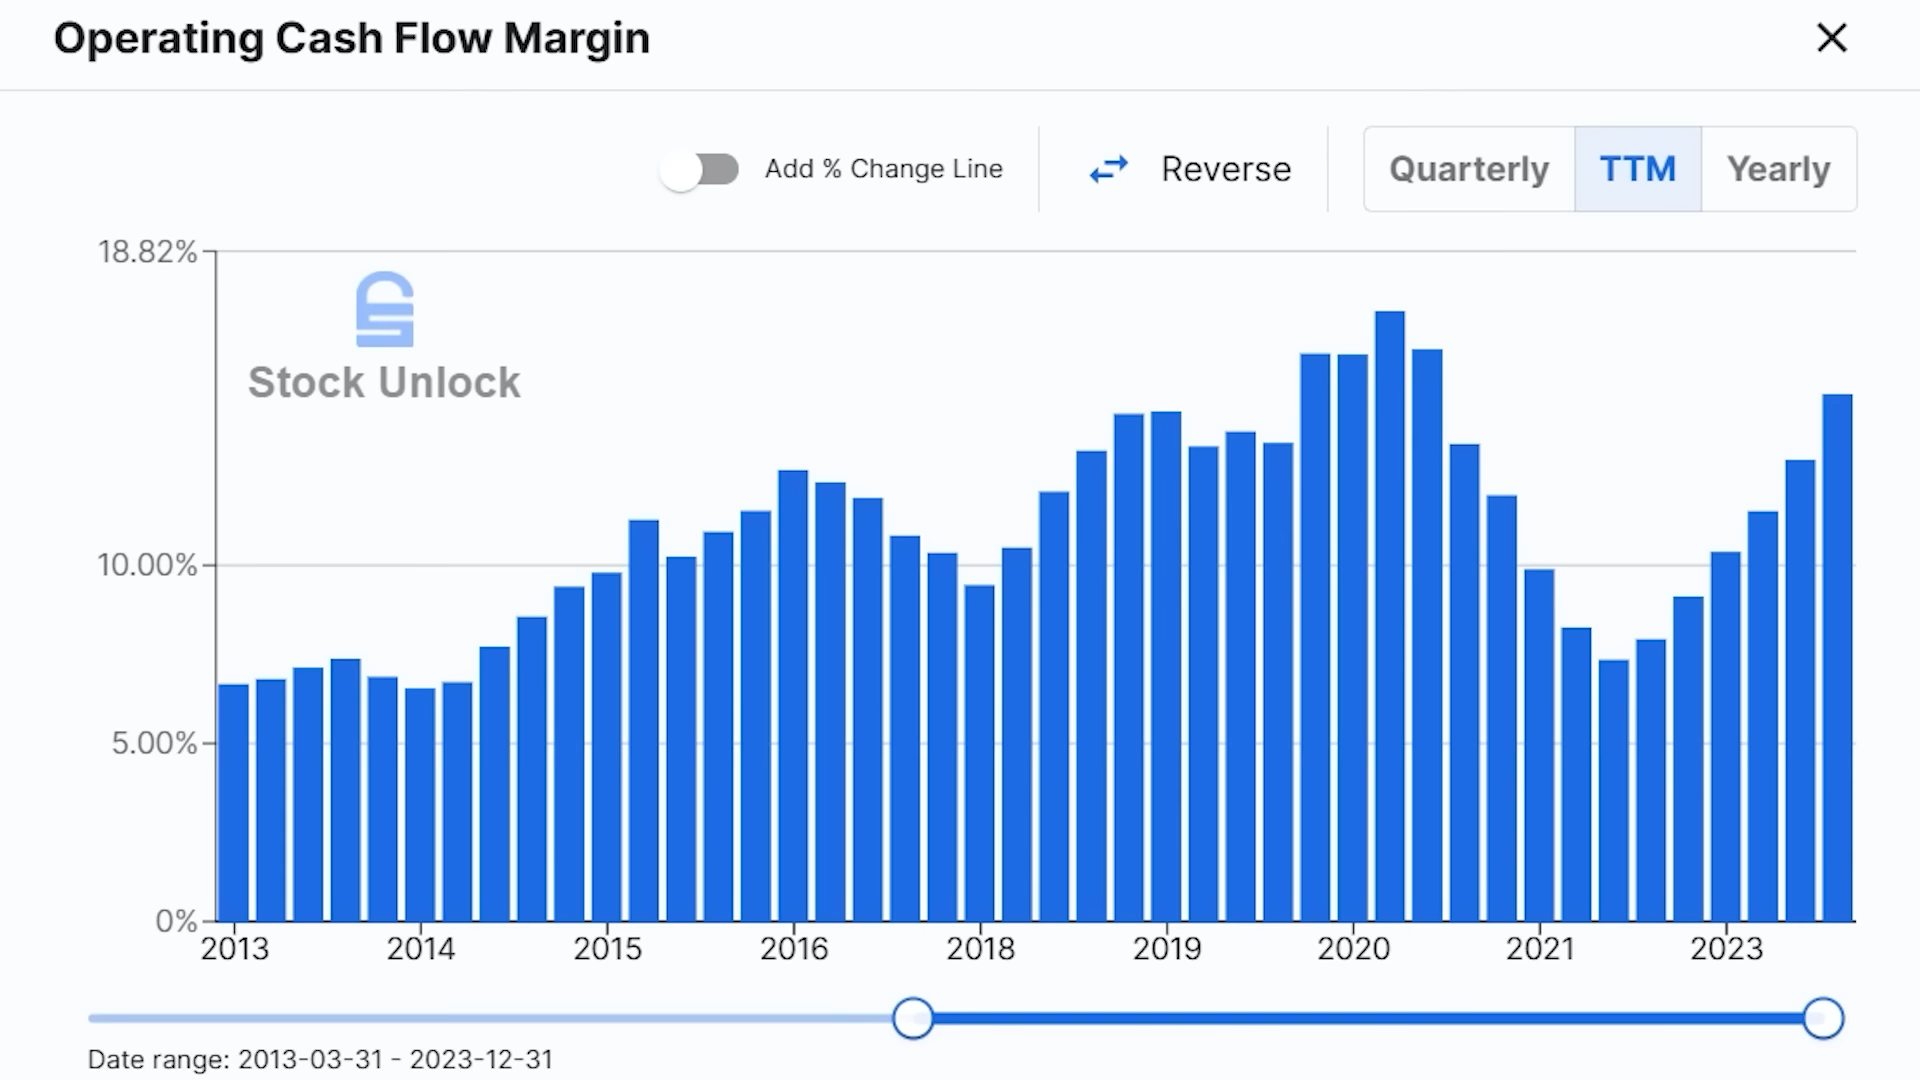 Operating Cash Flow Margin
Add % Change Line
Reverse
Quarterly
TTM
Yearly
18.82%
Stock Unlock
10.00%
5.00%
0%
2013 2014 2015 2016 2018 2019 2020 2021 2023
Date range: 2013-03-31 - 2023-12-31